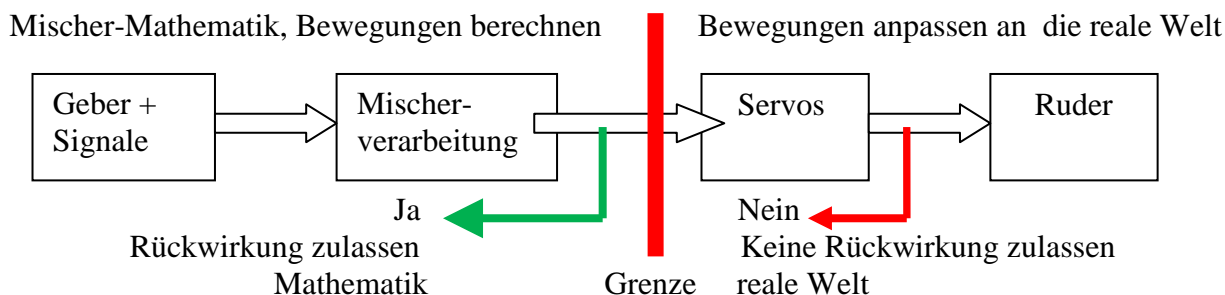 Mischer-Mathematik, Bewegungen berechnen
Bewegungen anpassen an die reale Welt
Geber +
Signale
Mischer-
verarbeitung
Servos
Ruder
Ja
Rückwirkung zulassen
Mathematik
Grenze
Nein
Keine Rückwirkung zulassen
reale Welt